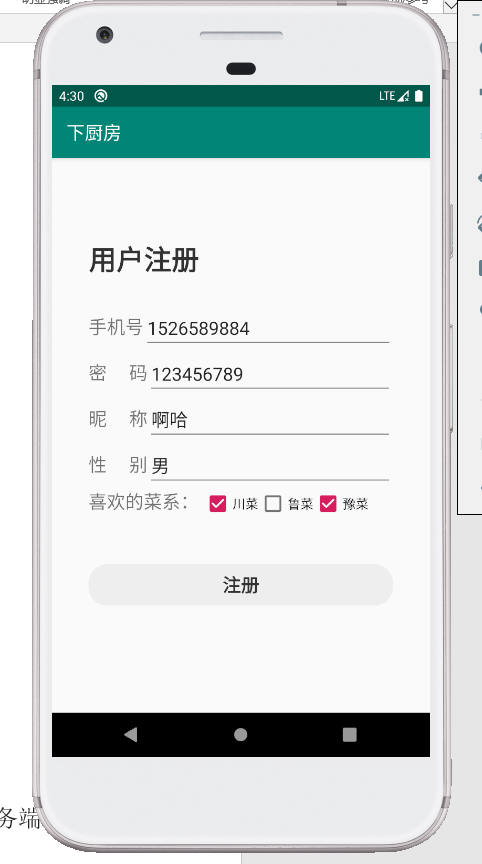 4:30 LTE
下厨房
用户注册
手机号 1526589884
密 码 123456789
昵 称 啊哈
性 别 男
喜欢的菜系： 川菜 鲁菜 豫菜
注册
务端